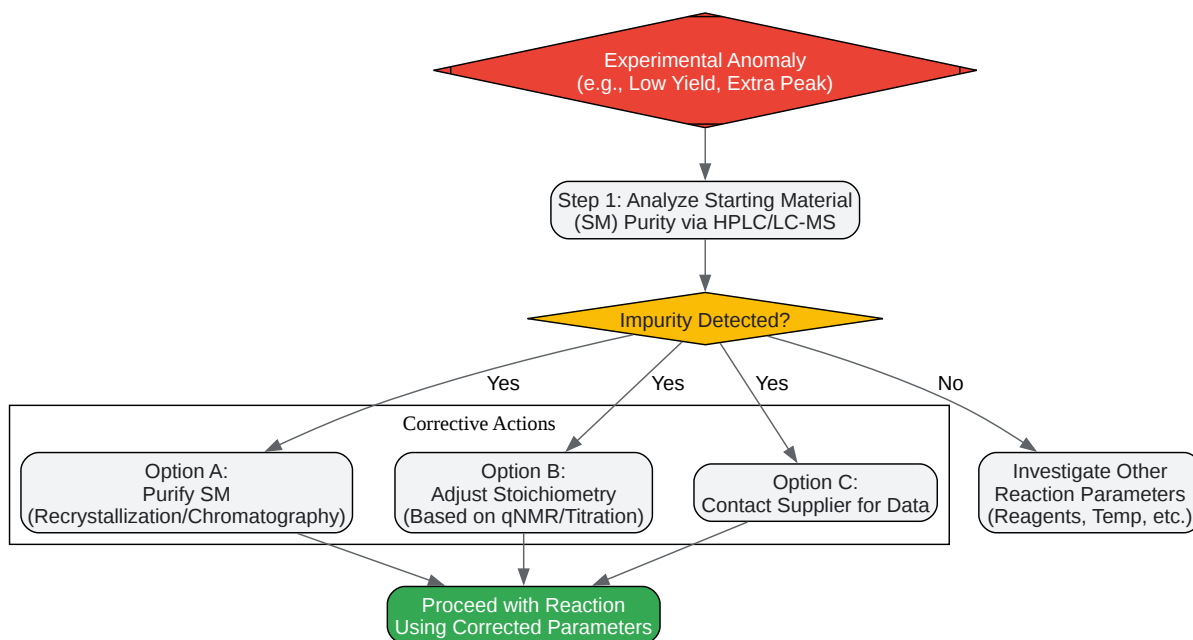 Experimental Anomaly
(e.g., Low Yield, Extra Peak)
Step 1: Analyze Starting Material
(SM) Purity via HPLC/LC-MS
Impurity Detected?
Yes
Yes
Yes
No
Corrective Actions
Option A:
Purify SM
(Recrystallization/Chromatography)
Option B:
Adjust Stoichiometry
(Based on qNMR/Titration)
Option C:
Contact Supplier for Data
Investigate Other
Reaction Parameters
(Reagents, Temp, etc.)
Proceed with Reaction
Using Corrected Parameters